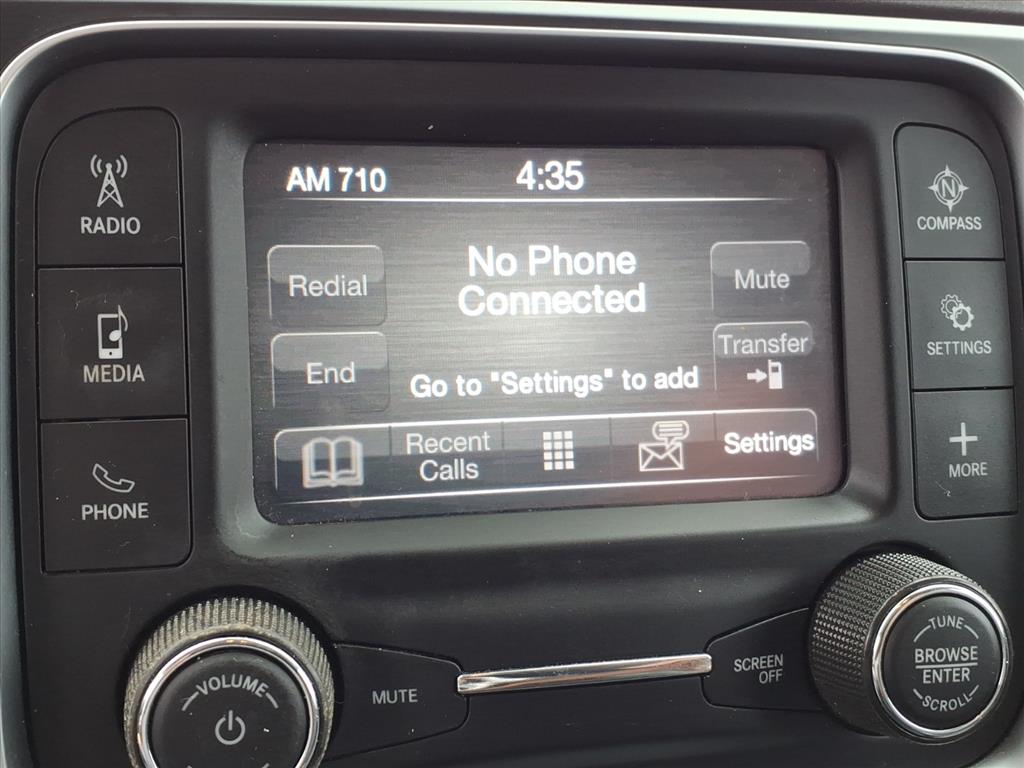 RADIO
MEDIA
PHONE
AM 710
4:35
Redial
No Phone
Connected
Mute
End
Go to "Settings" to add
Transfer
Recent
Calls
Settings
N
COMPASS
SETTINGS
MORE
VOLUME
MUTE
SCREEN
OFF
TUNE
BROWSE
ENTER
SCROLL